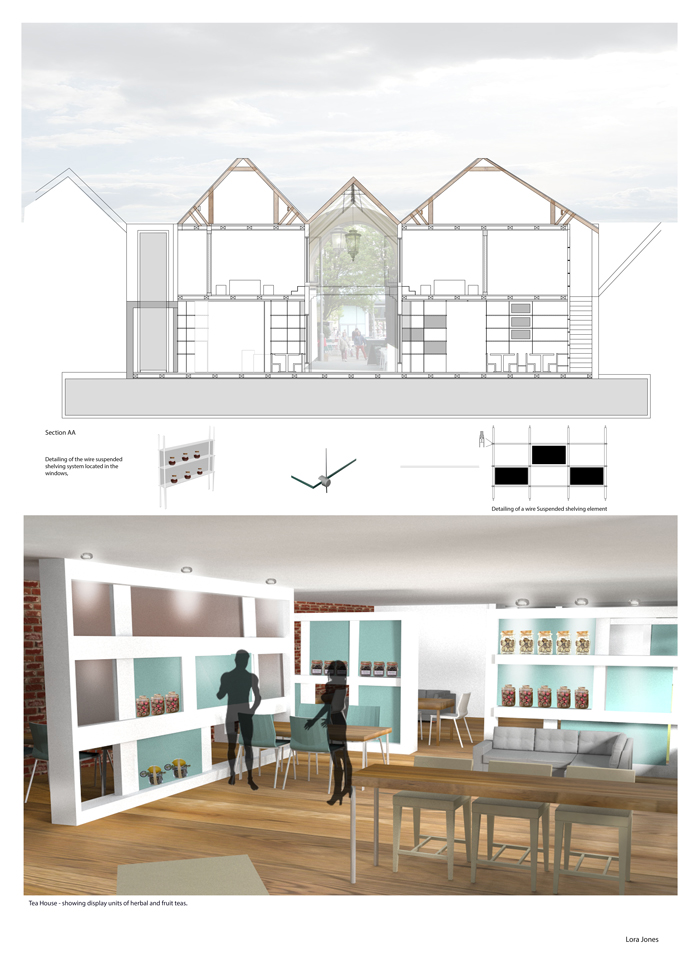 Section AA
Detailing of the wire suspended
shelving system located in the
windows,
Detailing of a wire Suspended shelving element
Tea House - showing display units of herbal and fruit teas.
Lora Jones